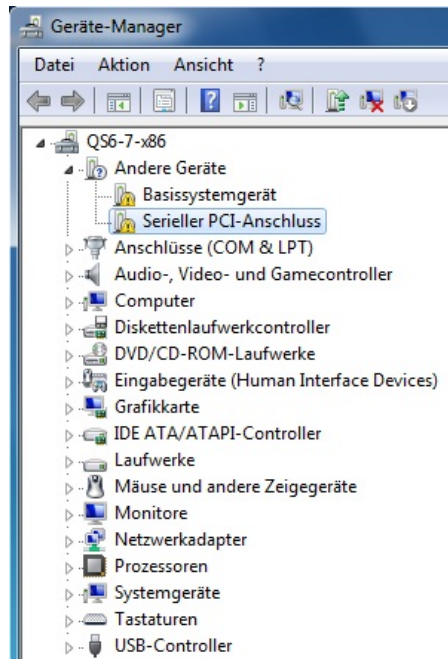 Geräte-Manager
Datei Aktion Ansicht ?
QS6-7-x86
Andere Geräte
Basissystemgerät
Serieller PCI-Anschluss
Anschlüsse (COM & LPT)
Audio-, Video- und Gamecontroller
Computer
Diskettenlaufwerkcontroller
DVD/CD-ROM-Laufwerke
Eingabegeräte (Human Interface Devices)
Grafikkarte
IDE ATA/ATAPI-Controller
Laufwerke
Mäuse und andere Zeigegeräte
Monitore
Netzwerkadapter
Prozessoren
Systemgeräte
Tastaturen
USB-Controller